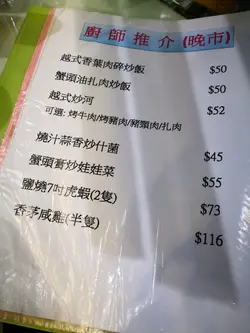 廚師推介(晚市)
越式香葉肉碎炒飯 $50
蟹頭油扎肉炒飯 $50
越式炒河 $52
可選: 烤牛肉/烤豬肉/豬頸肉/扎肉
燒汁蒜香炒什菌 $45
蟹頭膏炒娃娃菜 $55
鹽燒7吋虎蝦(2隻) $73
香茅咸雞(半隻) $116